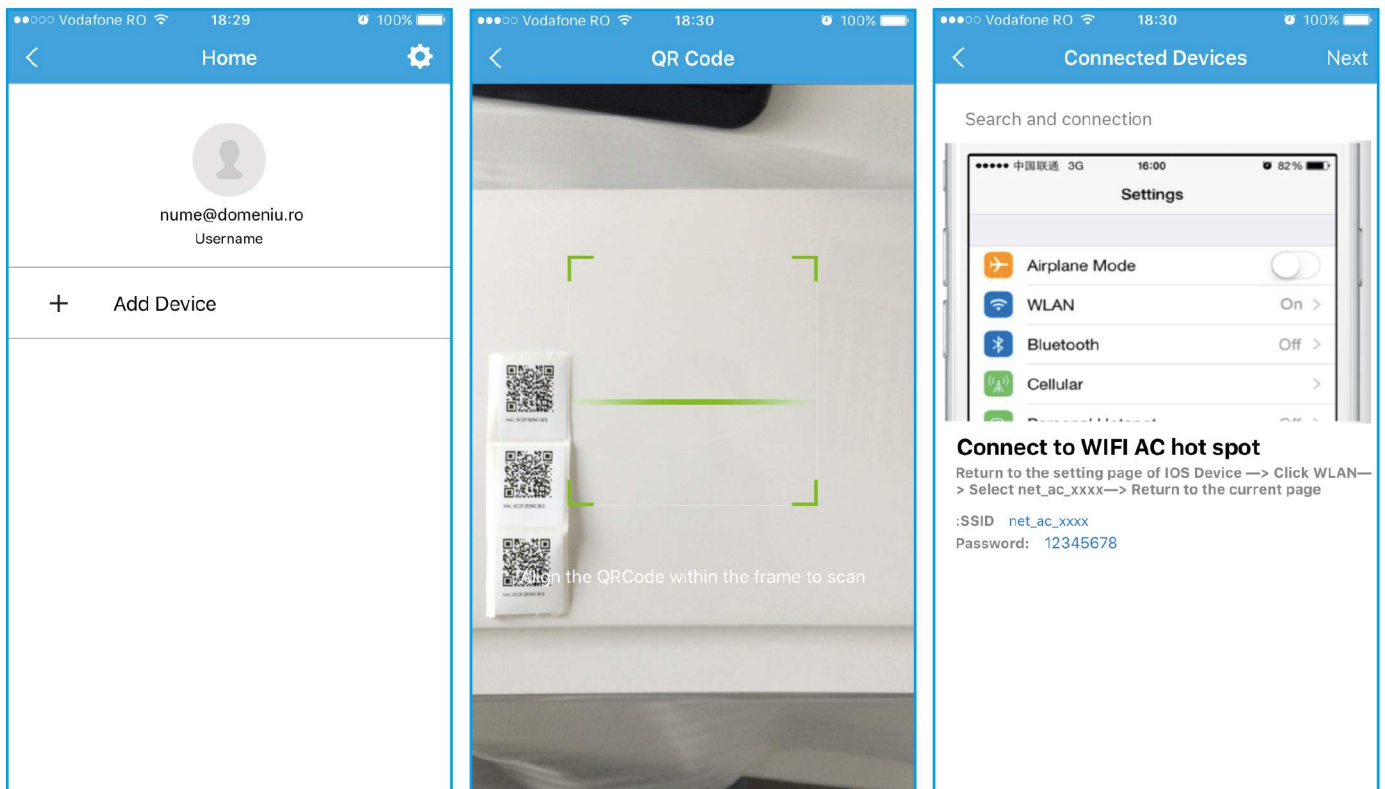 Vodafone RO 18:29 100%
Home
nume@domeniu.ro
Username
+ Add Device
Vodafone RO 18:30 100%
QR Code
Align the QRCode within the frame to scan
Vodafone RO 18:30 100%
Connected Devices Next
Search and connection
中国联通 3G 16:00 82%
Settings
Airplane Mode
WLAN On >
Bluetooth Off >
Cellular >
Connect to WIFI AC hot spot
Return to the setting page of IOS Device —> Click WLAN—
> Select net_ac_xxxx—> Return to the current page
:SSID net_ac_xxxx
Password: 12345678